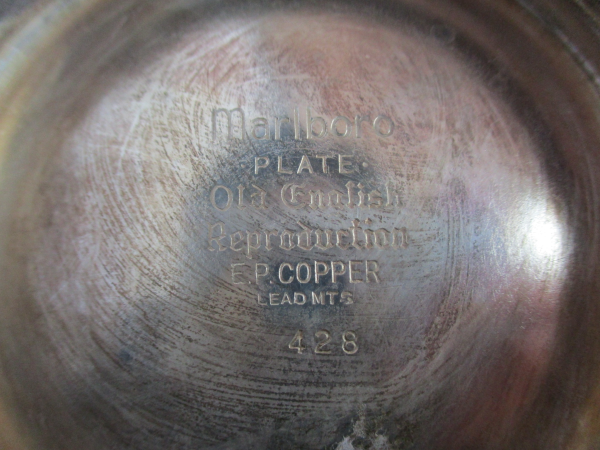 Marlboro
PLATE.
Old English
Reproduction
E.P. COPPER
LEAD MTS
428